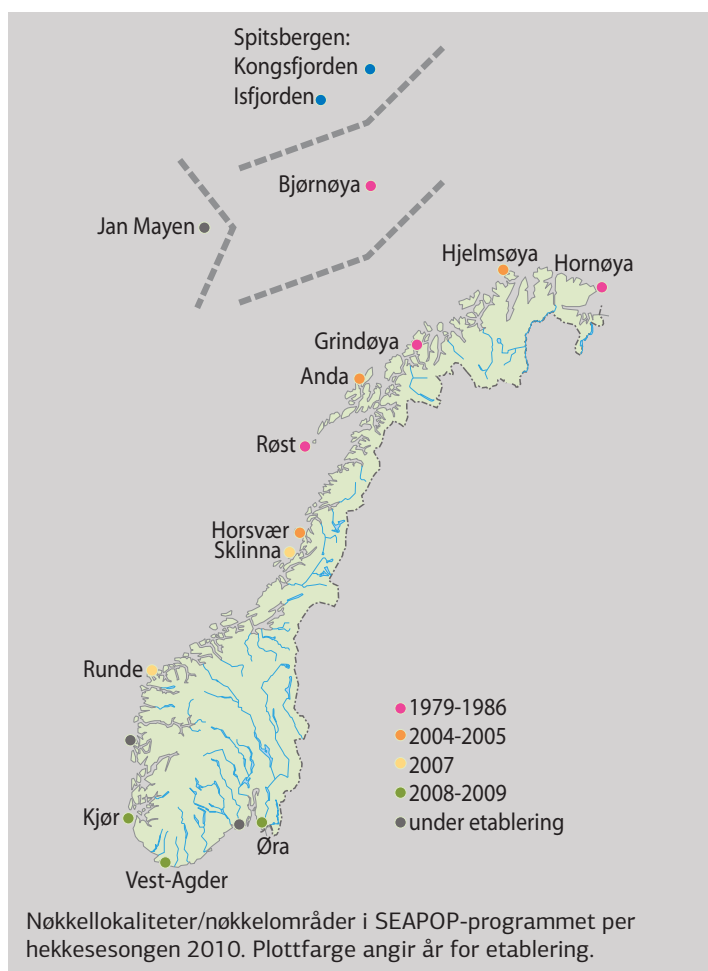 Spitsbergen:
Kongsfjorden
Isfjorden
Bjørnøya
Jan Mayen
Hjelmsøya
Hornøya
Grindøya
Anda
Røst
Horsvær
Sklinna
Runde
1979-1986
2004-2005
2007
2008-2009
under etablering
Kjør
Øra
Vest-Agder
Nøkkellokaliteter/nøkkelområder i SEAPOP-programmet per
hekkesesongen 2010. Plottfarge angir år for etablering.